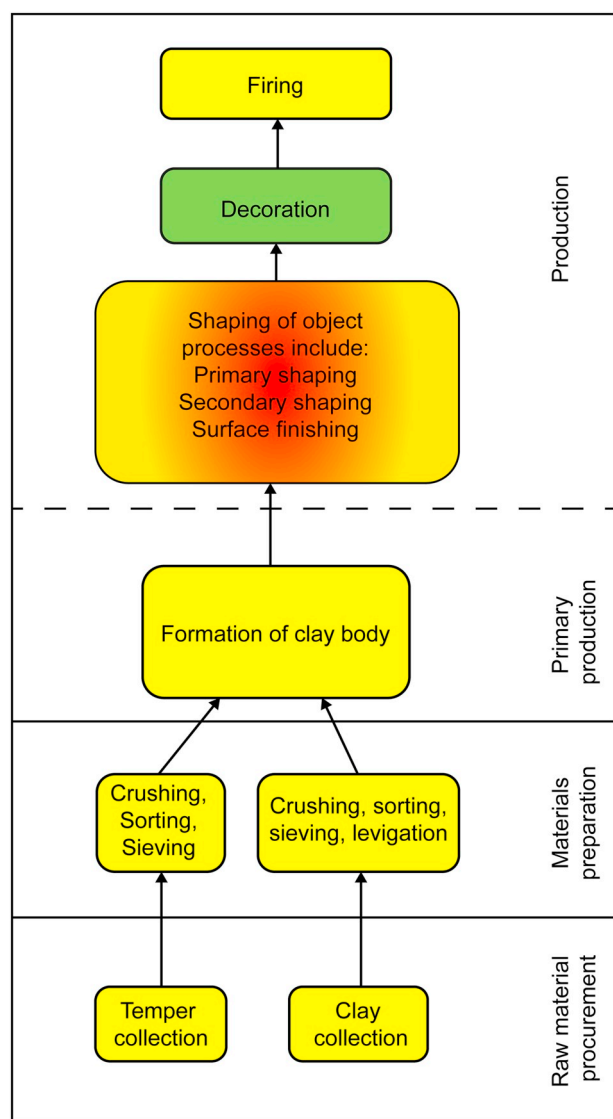 Firing
Decoration
Shaping of object
processes include:
Primary shaping
Secondary shaping
Surface finishing
Production
Formation of clay body
Primary
production
Crushing,
Sorting,
Sieving
Crushing, sorting,
sieving, levigation
Materials
preparation
Temper
collection
Clay
collection
Raw material
procurement